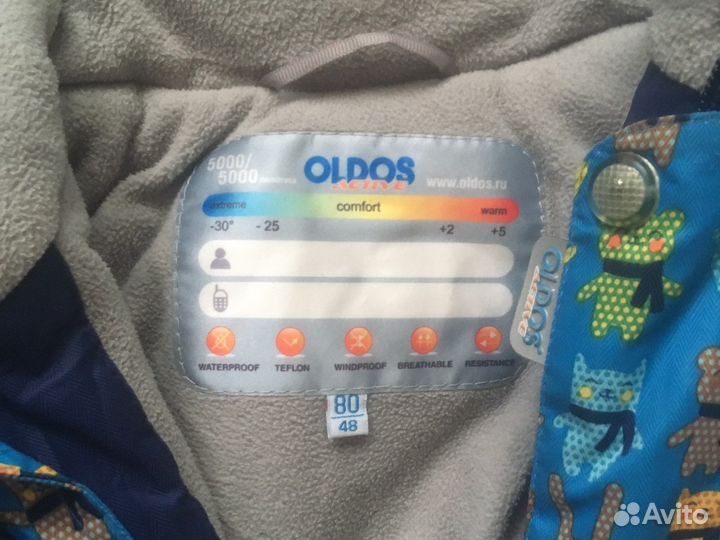 5000/
5000
OLDOS
ACTIVE
www.oldos.ru
extreme comfort warm
-30° - 25 +2 +5
WATERPROOF TEFLON WINDPROOF BREATHABLE RESISTANCE
80
48
OLDOS
ACTIVE
Avito